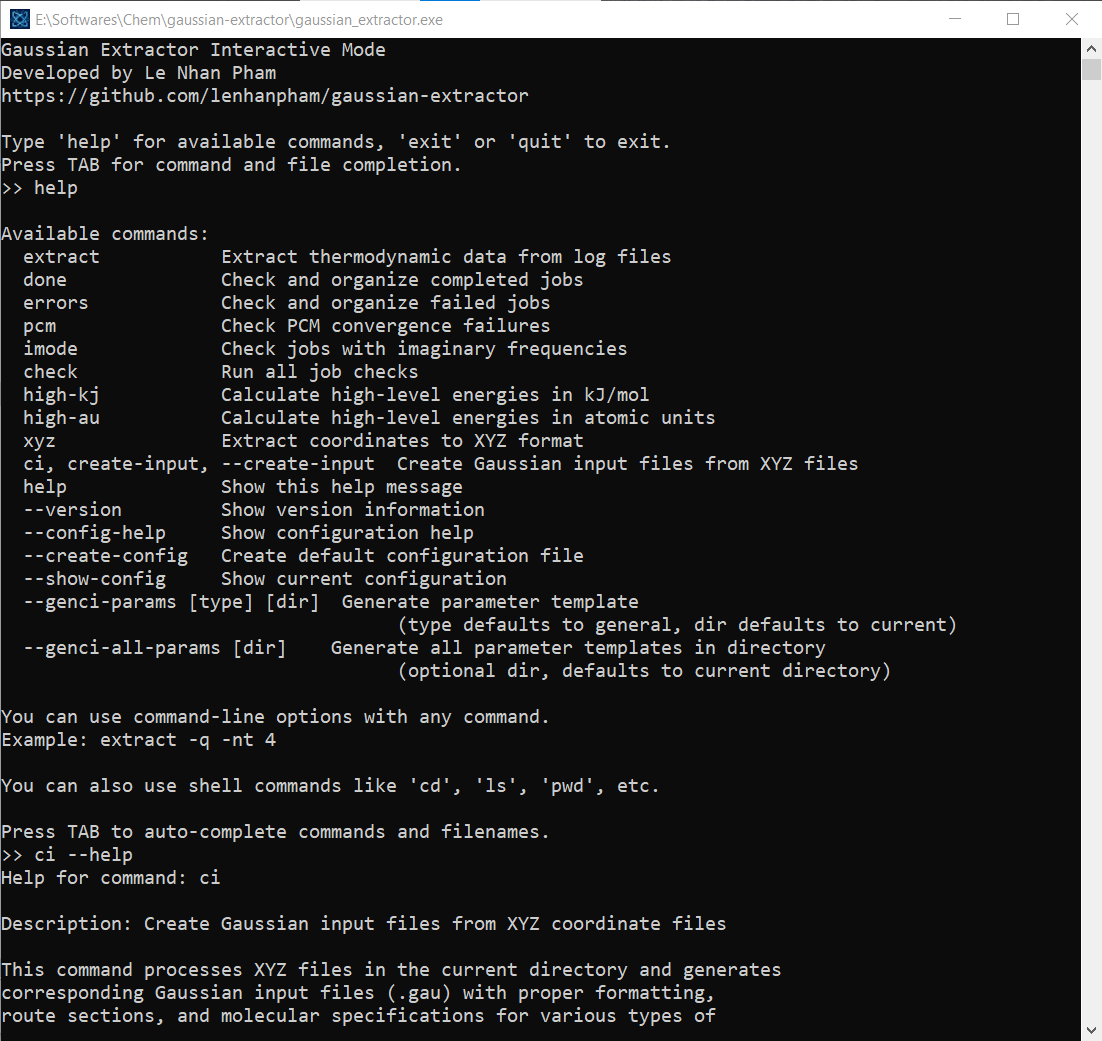 E:\Softwares\Chem\gaussian-extractor\gaussian_extractor.exe
Gaussian Extractor Interactive Mode
Developed by Le Nhan Pham
https://github.com/lenhanpham/gaussian-extractor

Type 'help' for available commands, 'exit' or 'quit' to exit.
Press TAB for command and file completion.
>> help

Available commands:
  extract           Extract thermodynamic data from log files
  done              Check and organize completed jobs
  errors            Check and organize failed jobs
  pcm               Check PCM convergence failures
  imode             Check jobs with imaginary frequencies
  check             Run all job checks
  high-kj           Calculate high-level energies in kJ/mol
  high-au           Calculate high-level energies in atomic units
  xyz               Extract coordinates to XYZ format
  ci, create-input, --create-input  Create Gaussian input files from XYZ files
  help              Show this help message
  --version         Show version information
  --config-help     Show configuration help
  --create-config   Create default configuration file
  --show-config     Show current configuration
  --genci-params [type] [dir]  Generate parameter template
                                    (type defaults to general, dir defaults to current)
  --genci-all-params [dir]    Generate all parameter templates in directory
                                    (optional dir, defaults to current directory)

You can use command-line options with any command.
Example: extract -q -nt 4

You can also use shell commands like 'cd', 'ls', 'pwd', etc.

Press TAB to auto-complete commands and filenames.
>> ci --help
Help for command: ci

Description: Create Gaussian input files from XYZ coordinate files

This command processes XYZ files in the current directory and generates
corresponding Gaussian input files (.gau) with proper formatting,
route sections, and molecular specifications for various types of